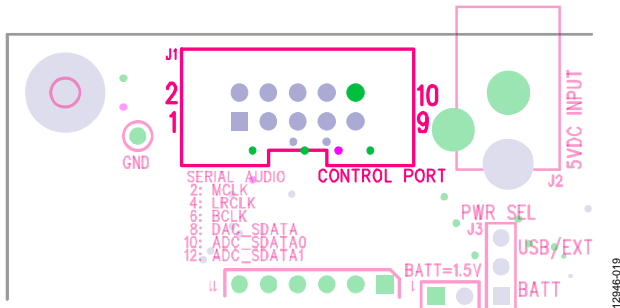 J1
2 10
1 9
GND
5VDC INPUT
SERIAL AUDIO
CONTROL PORT
J2
2: MCLK
4: LRCLK
6: BCLK
8: DAC_SDATA
10: ADC_SDATA0
12: ADC_SDATA1
PWR SEL
J3
USB/EXT
BATT=1.5V
BATT
12946-019